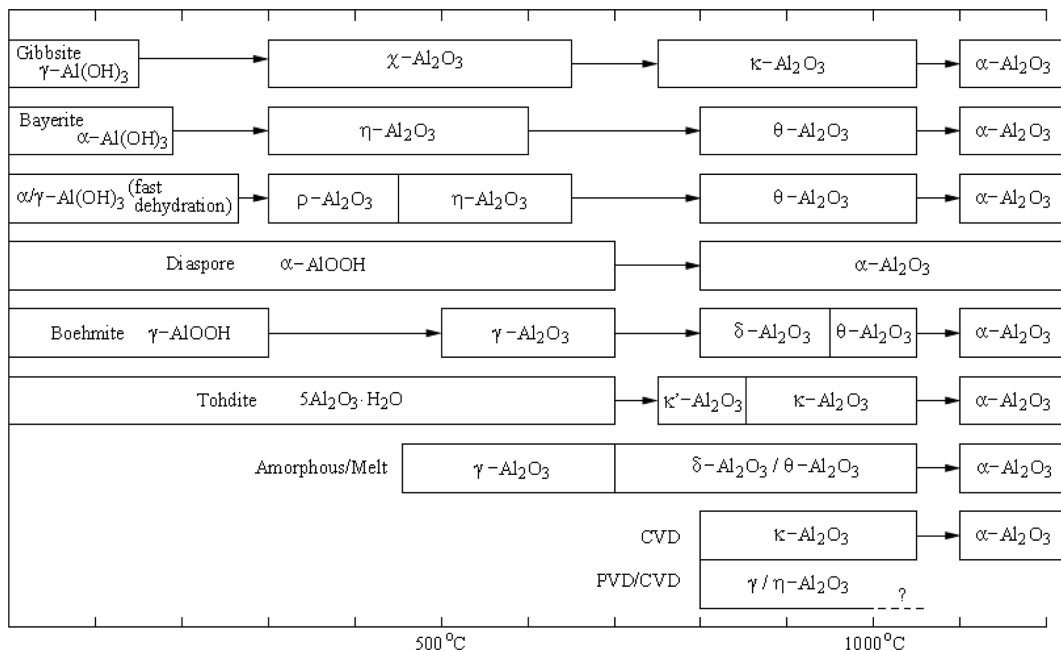 Gibbsite
γ-Al(OH)₃
χ-Al₂O₃
κ-Al₂O₃
α-Al₂O₃
Bayerite
α-Al(OH)₃
η-Al₂O₃
θ-Al₂O₃
α-Al₂O₃
α/γ-Al(OH)₃ (fast
dehydration)
ρ-Al₂O₃
η-Al₂O₃
θ-Al₂O₃
α-Al₂O₃
Diaspore α-AlOOH
α-Al₂O₃
Boehmite γ-AlOOH
γ-Al₂O₃
δ-Al₂O₃
θ-Al₂O₃
α-Al₂O₃
Tohdite 5Al₂O₃·H₂O
κ'-Al₂O₃
κ-Al₂O₃
α-Al₂O₃
Amorphous/Melt
γ-Al₂O₃
δ-Al₂O₃ / θ-Al₂O₃
α-Al₂O₃
CVD
κ-Al₂O₃
α-Al₂O₃
PVD/CVD
γ / η-Al₂O₃
?
500°C
1000°C